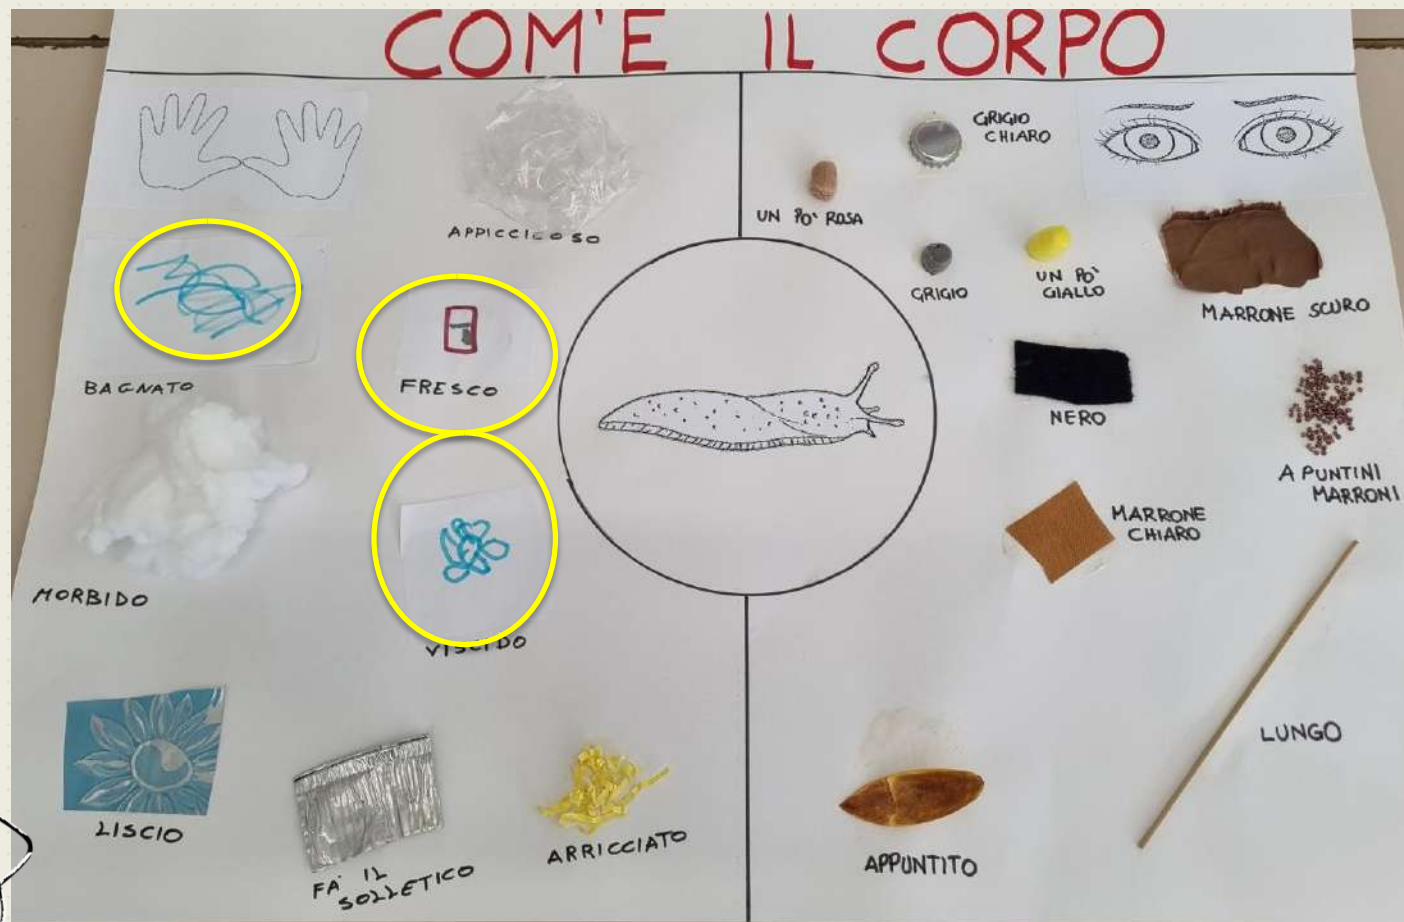 COM'E IL CORPO
APPICCICOSO
BAGNATO
FRESCO
MORBIDO
VISCIDO
LISCIO
FA' IL
SOLLETICO
ARRICCIATO
GRIGIO
CHIARO
UN PO' ROSA
GRIGIO
UN PO'
GIALLO
MARRONE SCURO
NERO
A PUNTINI
MARRONI
MARRONE
CHIARO
LUNGO
APPUNTITO